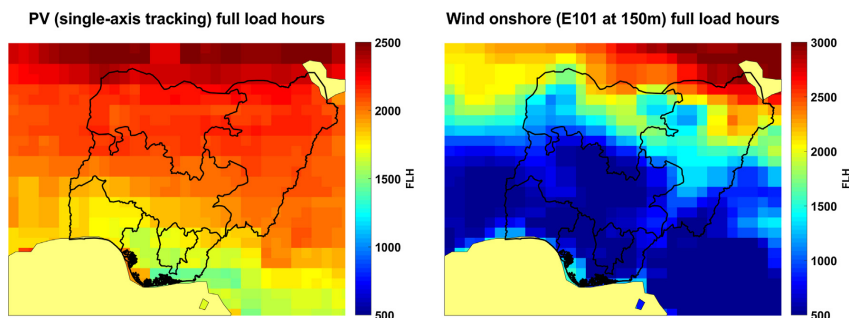 PV (single-axis tracking) full load hours
2500
2000
1500
1000
500
FLH
Wind onshore (E101 at 150m) full load hours
3000
2500
2000
1500
1000
500
FLH